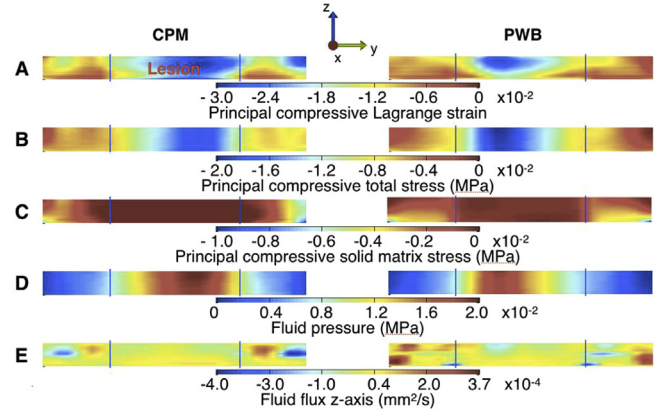 CPM
z
y
x
PWB
A
Lesion
- 3.0 -2.4 -1.8 -1.2 -0.6 0 x10-2
Principal compressive Lagrange strain
B
- 2.0 -1.6 -1.2 -0.8 -0.4 0 x10-2
Principal compressive total stress (MPa)
C
- 1.0 -0.8 -0.6 -0.4 -0.2 0 x10-2
Principal compressive solid matrix stress (MPa)
D
0 0.4 0.8 1.2 1.6 2.0 x10-2
Fluid pressure (MPa)
E
-4.0 -3.0 -1.0 0.4 2.0 3.7 x10-4
Fluid flux z-axis (mm²/s)